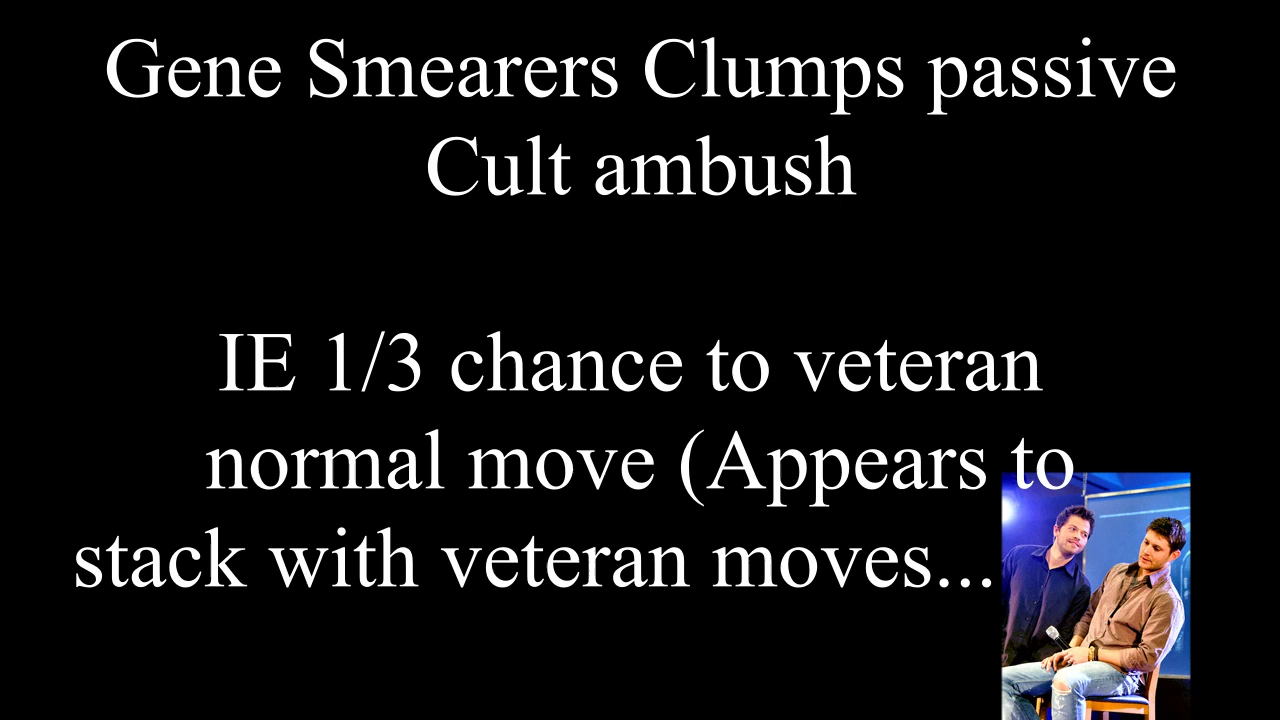 Gene Smearers Clumps passive
Cult ambush
IE 1/3 chance to veteran
normal move (Appears to
stack with veteran moves...